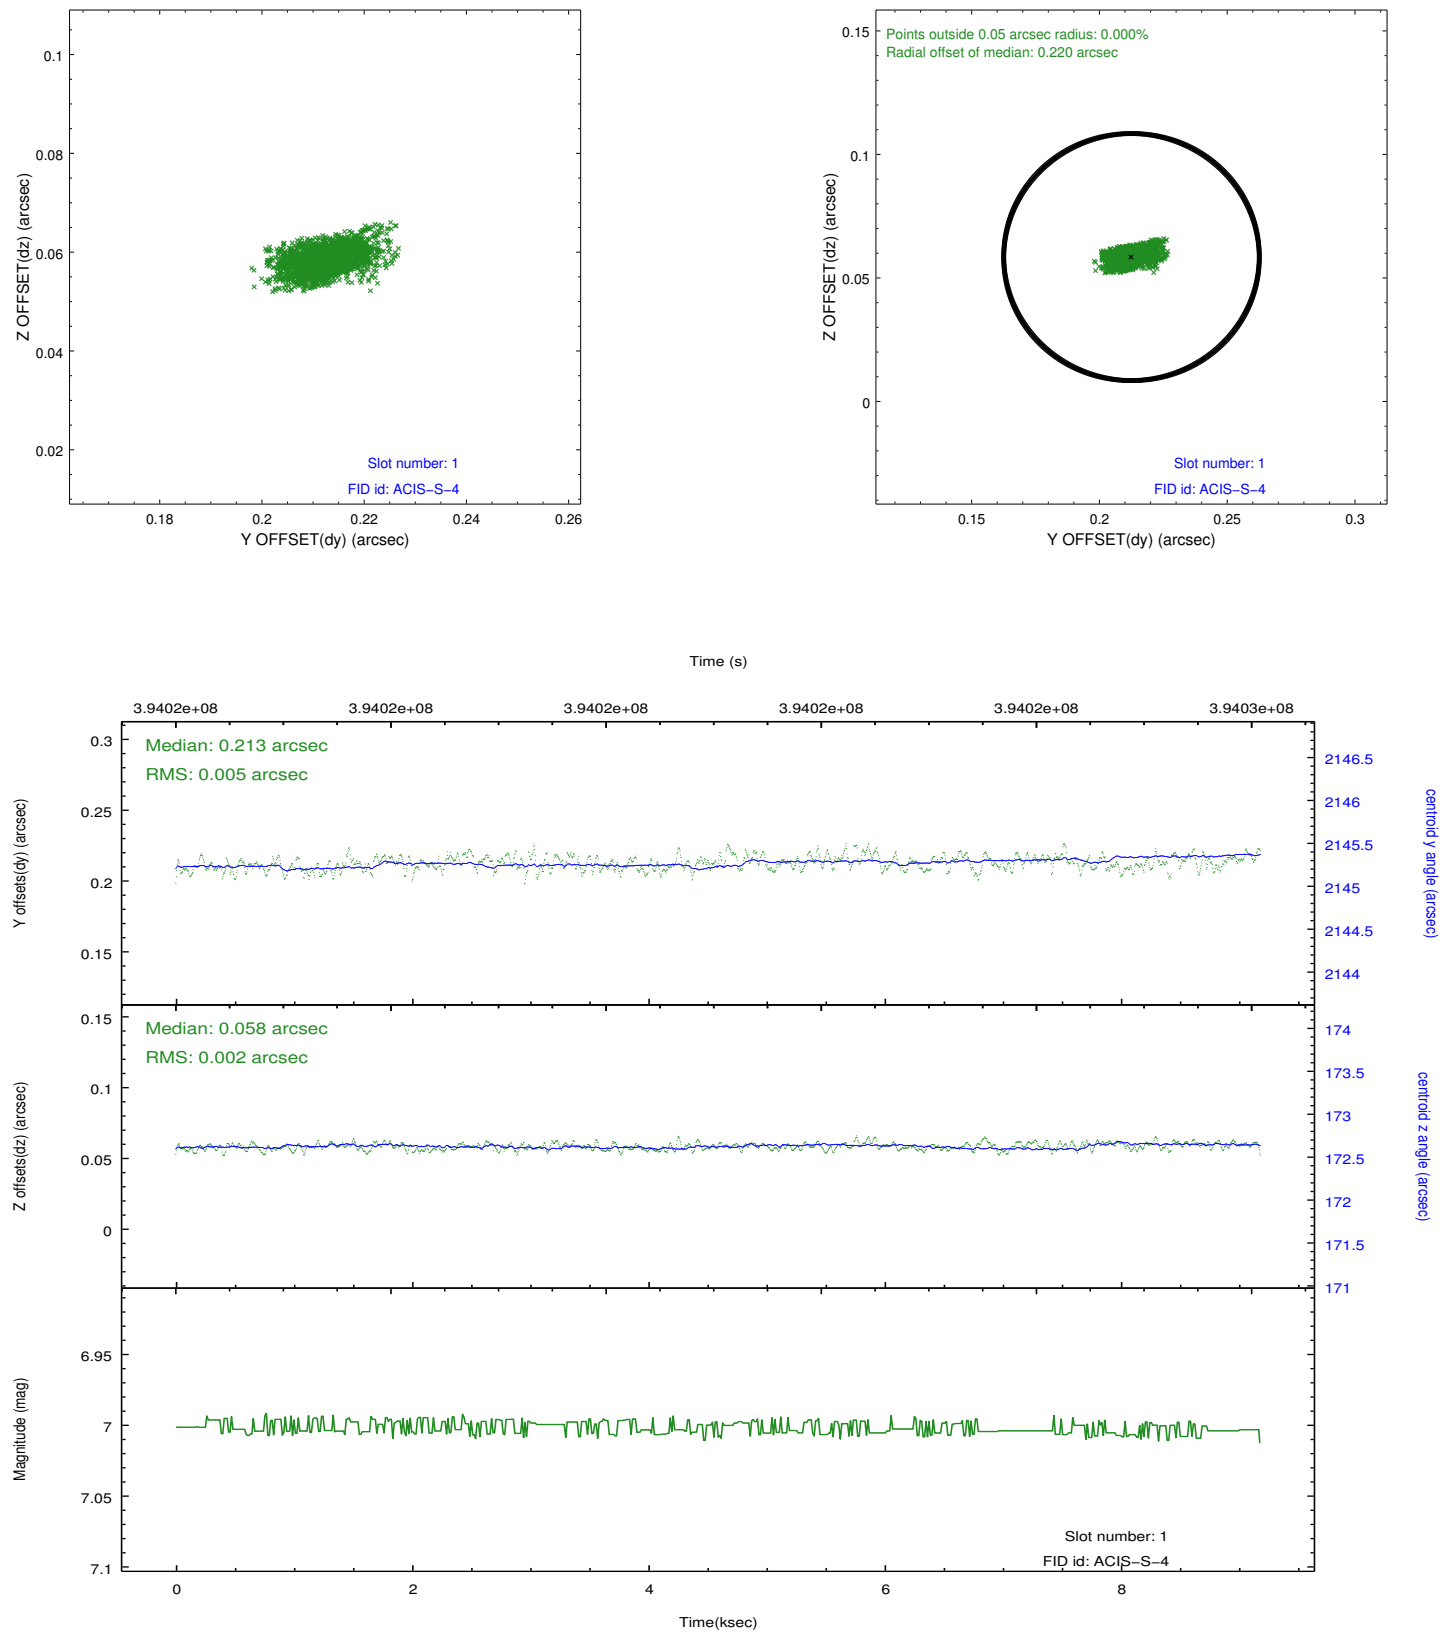 0.1
0.08
0.06
0.04
0.02
Z OFFSET(dz) (arcsec)
Slot number: 1
FID id: ACIS−S−4
0.18 0.2 0.22 0.24 0.26
Y OFFSET(dy) (arcsec)
Points outside 0.05 arcsec radius: 0.000%
Radial offset of median: 0.220 arcsec
0.15
0.1
0.05
0
Z OFFSET(dz) (arcsec)
Slot number: 1
FID id: ACIS−S−4
0.15 0.2 0.25 0.3
Y OFFSET(dy) (arcsec)
Time (s)
3.9402e+08 3.9402e+08 3.9402e+08 3.9402e+08 3.9402e+08 3.9403e+08
Median: 0.213 arcsec
RMS: 0.005 arcsec
0.3
0.25
0.2
0.15
Y offsets(dy) (arcsec)
2146.5
2146
2145.5
2145
2144.5
2144
centroid y angle (arcsec)
Median: 0.058 arcsec
RMS: 0.002 arcsec
0.15
0.1
0.05
0
Z offsets(dz) (arcsec)
174
173.5
173
172.5
172
171.5
171
centroid z angle (arcsec)
6.95
7
7.05
7.1
Magnitude (mag)
Slot number: 1
FID id: ACIS−S−4
0 2 4 6 8
Time(ksec)